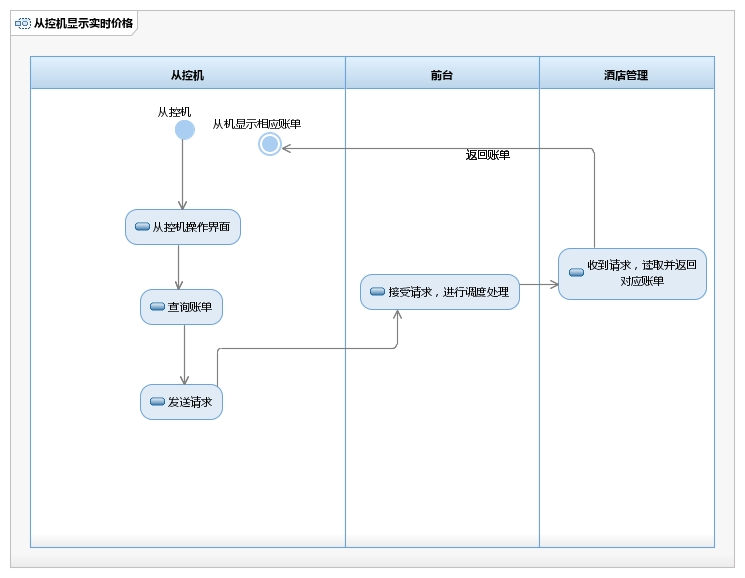 从控机显示实时价格
从控机
前台
酒店管理
从控机
从机显示相应账单
返回账单
从控机操作界面
收到请求，读取并返回
对应账单
接受请求，进行调度处理
查询账单
发送请求